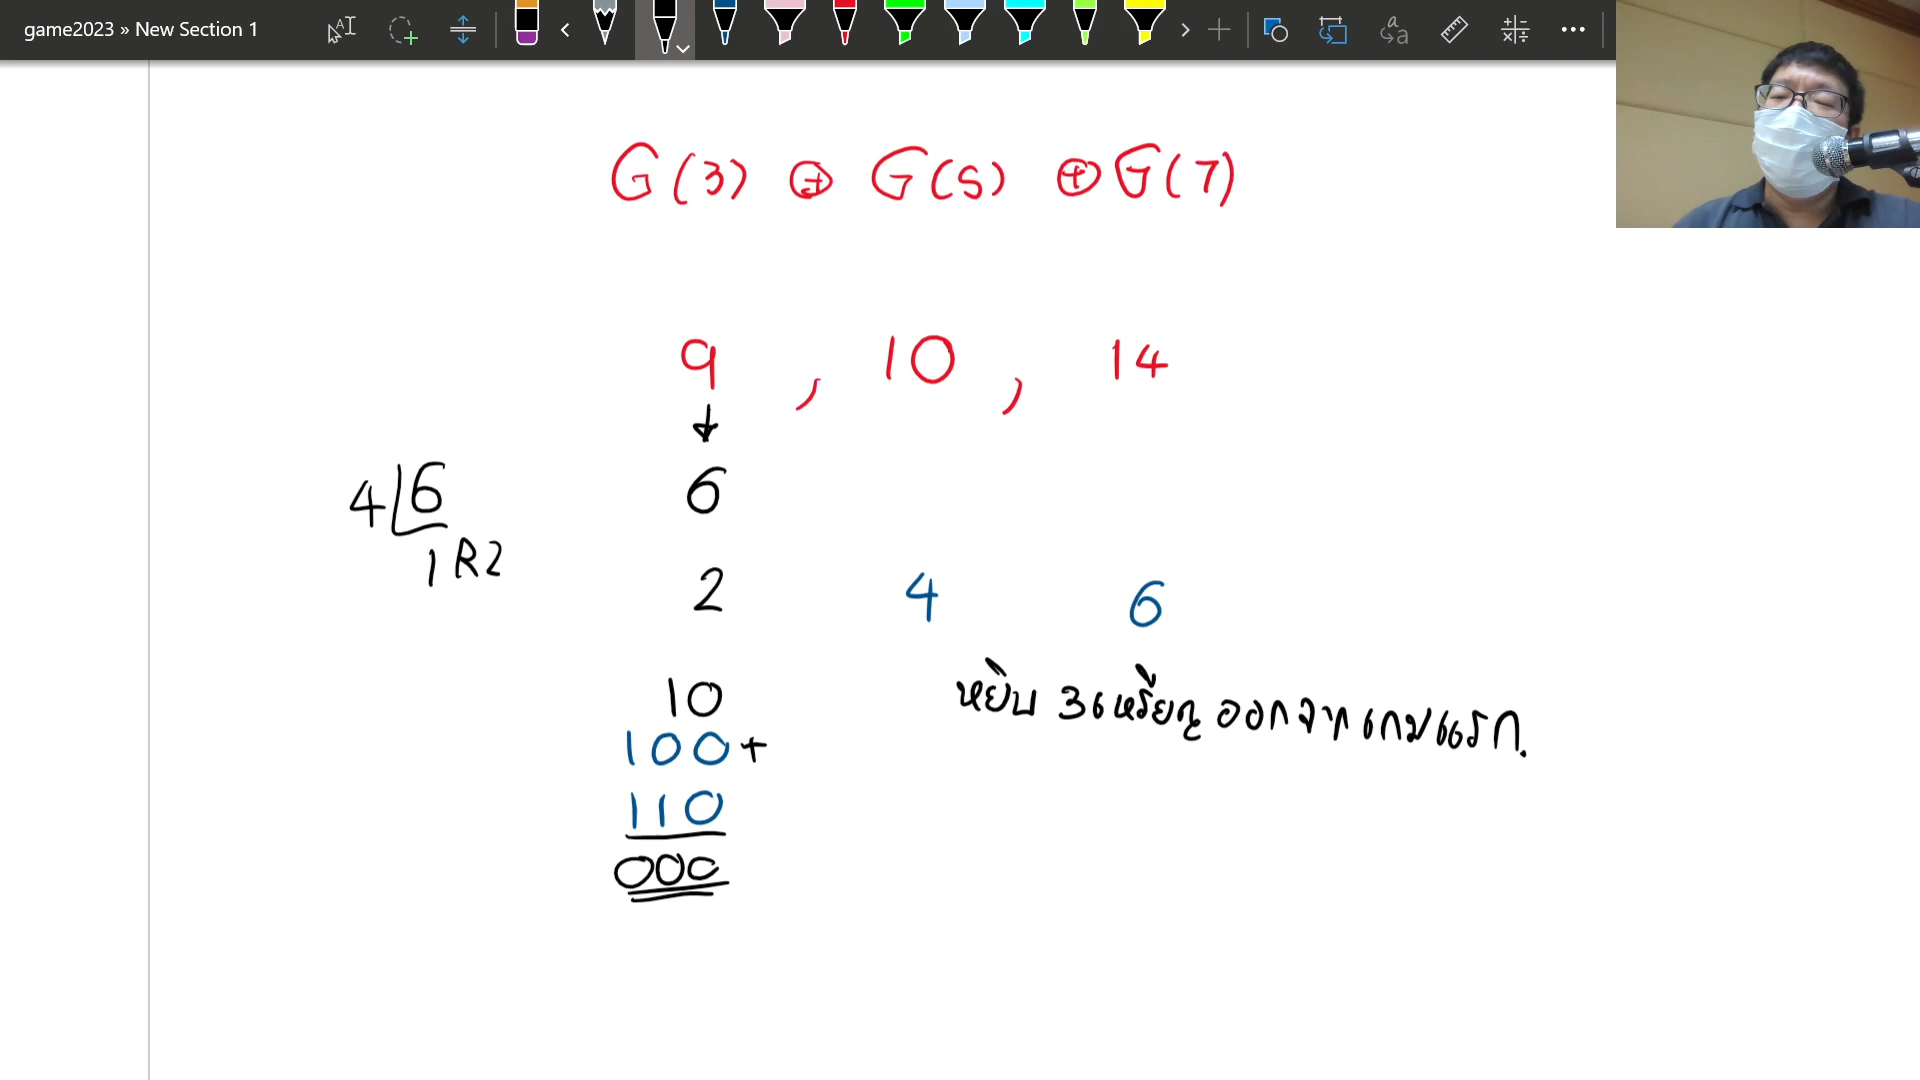 game2023 » New Section 1
G(3) ⊕ G(5) ⊕ G(7)
9 , 10 , 14
↓
4 6 6
1 R2
2 4 6
10
หยิบ 3 เหรียญ ออกจากเกมแรก.
100 +
110
000